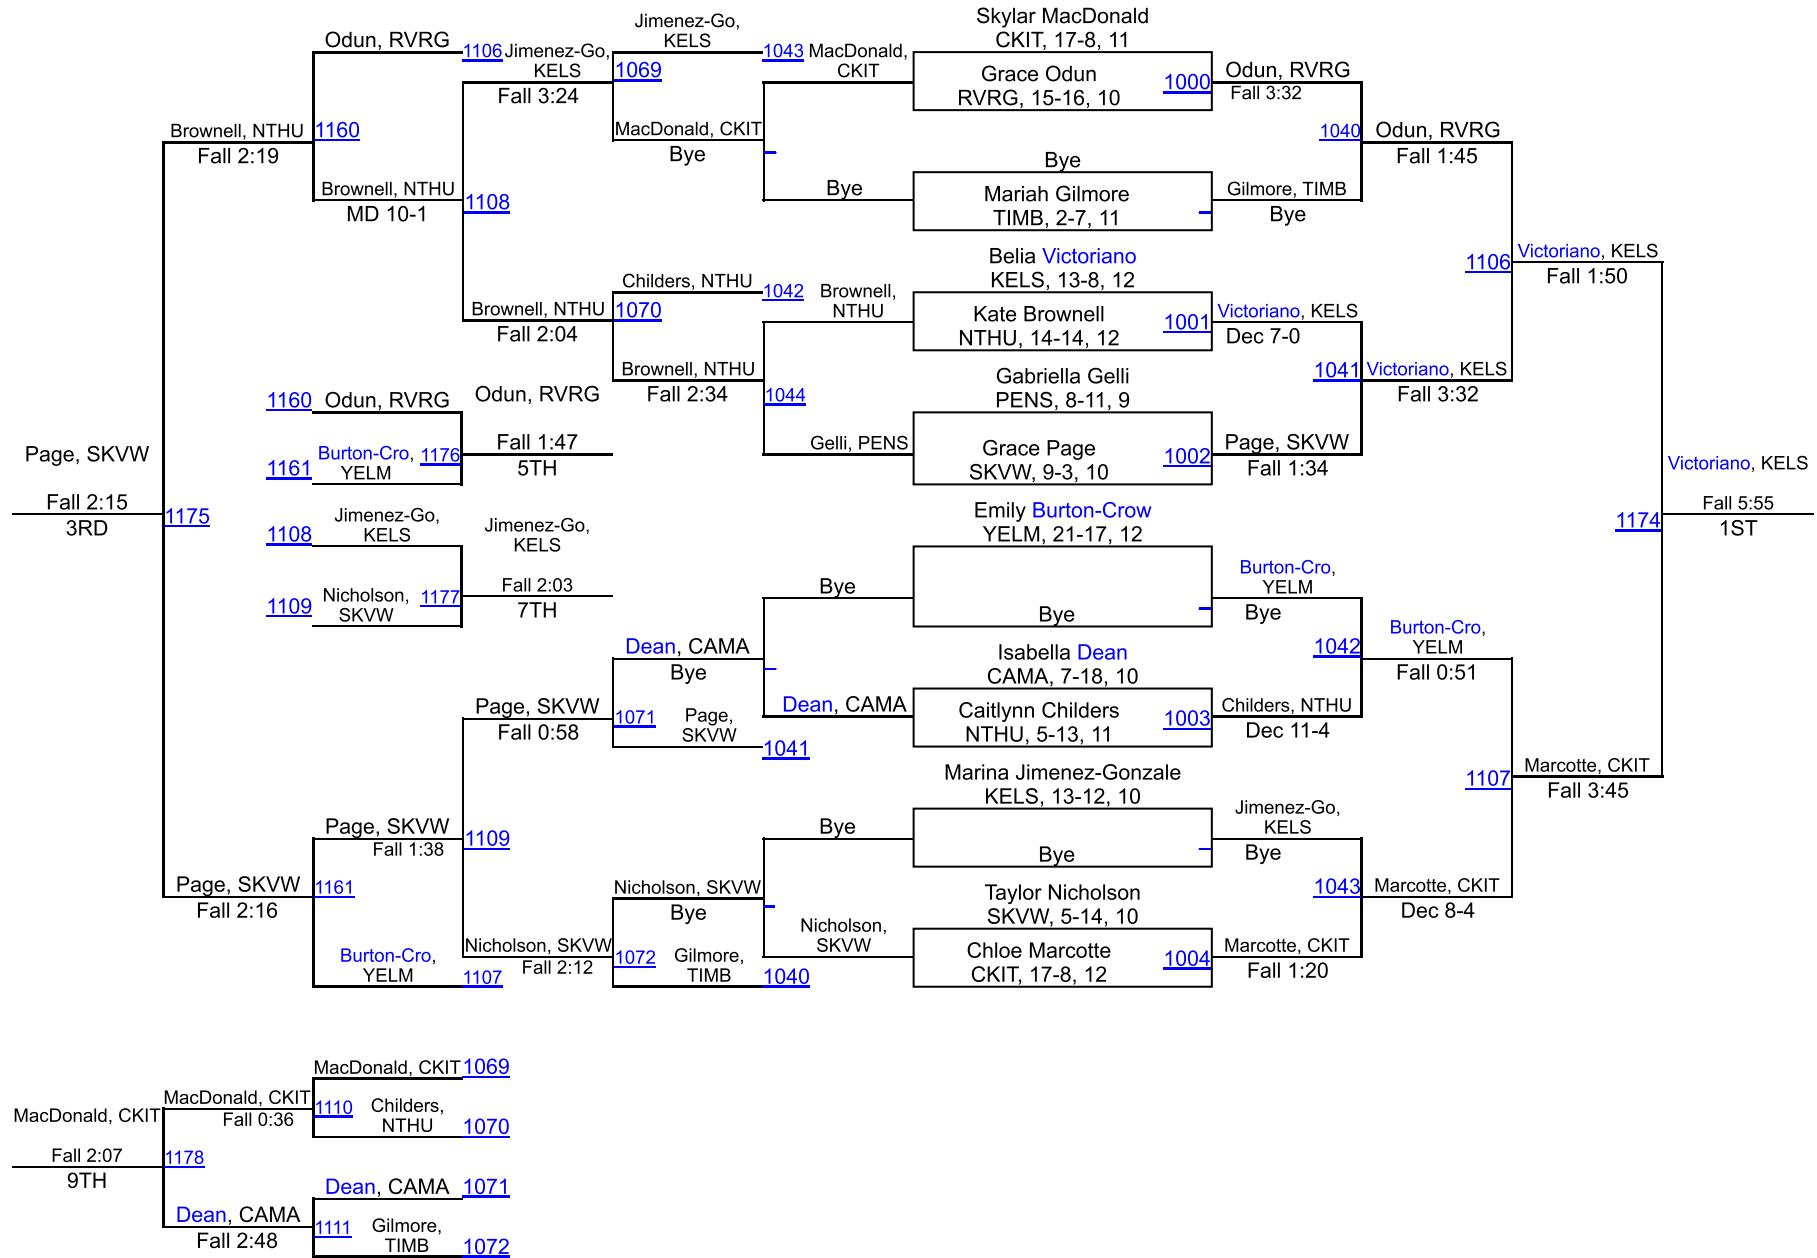 Skylar MacDonald
CKIT, 17-8, 11
Grace Odun
RVRG, 15-16, 10
1000
Bye
Mariah Gilmore
TIMB, 2-7, 11
Belia Victoriano
KELS, 13-8, 12
Kate Brownell
NTHU, 14-14, 12
1001
Gabriella Gelli
PENS, 8-11, 9
Grace Page
SKVW, 9-3, 10
1002
Emily Burton-Crow
YELM, 21-17, 12
Bye
Isabella Dean
CAMA, 7-18, 10
Caitlynn Childers
NTHU, 5-13, 11
1003
Marina Jimenez-Gonzale
KELS, 13-12, 10
Bye
Taylor Nicholson
SKVW, 5-14, 10
Chloe Marcotte
CKIT, 17-8, 12
1004
Odun, RVRG
Fall 3:32
1040
Gilmore, TIMB
Bye
Victoriano, KELS
Dec 7-0
1041
Page, SKVW
Fall 1:34
Burton-Cro,
YELM
Bye
1042
Childers, NTHU
Dec 11-4
Jimenez-Go,
KELS
Bye
1043
Marcotte, CKIT
Fall 1:20
Odun, RVRG
Fall 1:45
1106
Victoriano, KELS
Fall 3:32
Burton-Cro,
YELM
Fall 0:51
1107
Marcotte, CKIT
Dec 8-4
Victoriano, KELS
Fall 1:50
1174
Marcotte, CKIT
Fall 3:45
Victoriano, KELS
Fall 5:55
1ST
MacDonald,
CKIT
Bye
Brownell,
NTHU
1044
Gelli, PENS
Bye
Dean, CAMA
Bye
Nicholson,
SKVW
Jimenez-Go,
KELS
1043
1069
MacDonald, CKIT
Bye
Childers, NTHU
1042
1070
Brownell, NTHU
Fall 2:34
Dean, CAMA
Bye
1071
Page,
SKVW
1041
Nicholson, SKVW
Bye
1072
Gilmore,
TIMB
1040
Jimenez-Go,
KELS
Fall 3:24
1108
Brownell, NTHU
Fall 2:04
Page, SKVW
Fall 0:58
1109
Nicholson, SKVW
Fall 2:12
Odun, RVRG
1106
1160
Brownell, NTHU
MD 10-1
Page, SKVW
Fall 1:38
1161
Burton-Cro,
YELM
1107
Brownell, NTHU
Fall 2:19
1175
Page, SKVW
Fall 2:16
Page, SKVW
Fall 2:15
3RD
1160
Odun, RVRG
1161
Burton-Cro,
YELM
1176
Odun, RVRG
Fall 1:47
5TH
1108
Jimenez-Go,
KELS
1109
Nicholson,
SKVW
1177
Jimenez-Go,
KELS
Fall 2:03
7TH
MacDonald, CKIT
1069
1110
Childers,
NTHU
1070
MacDonald, CKIT
Fall 0:36
1178
Dean, CAMA
1071
1111
Gilmore,
TIMB
1072
Dean, CAMA
Fall 2:48
MacDonald, CKIT
Fall 2:07
9TH